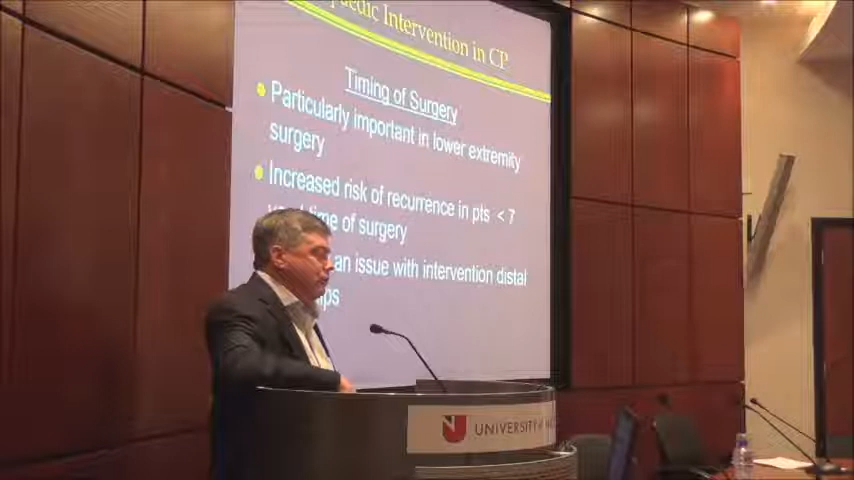 Intervention in CP
Timing of Surgery
Particularly important in lower extremity
surgery
Increased risk of recurrence in pts < 7
time of surgery
an issue with intervention distal
N
UNIVERSITY